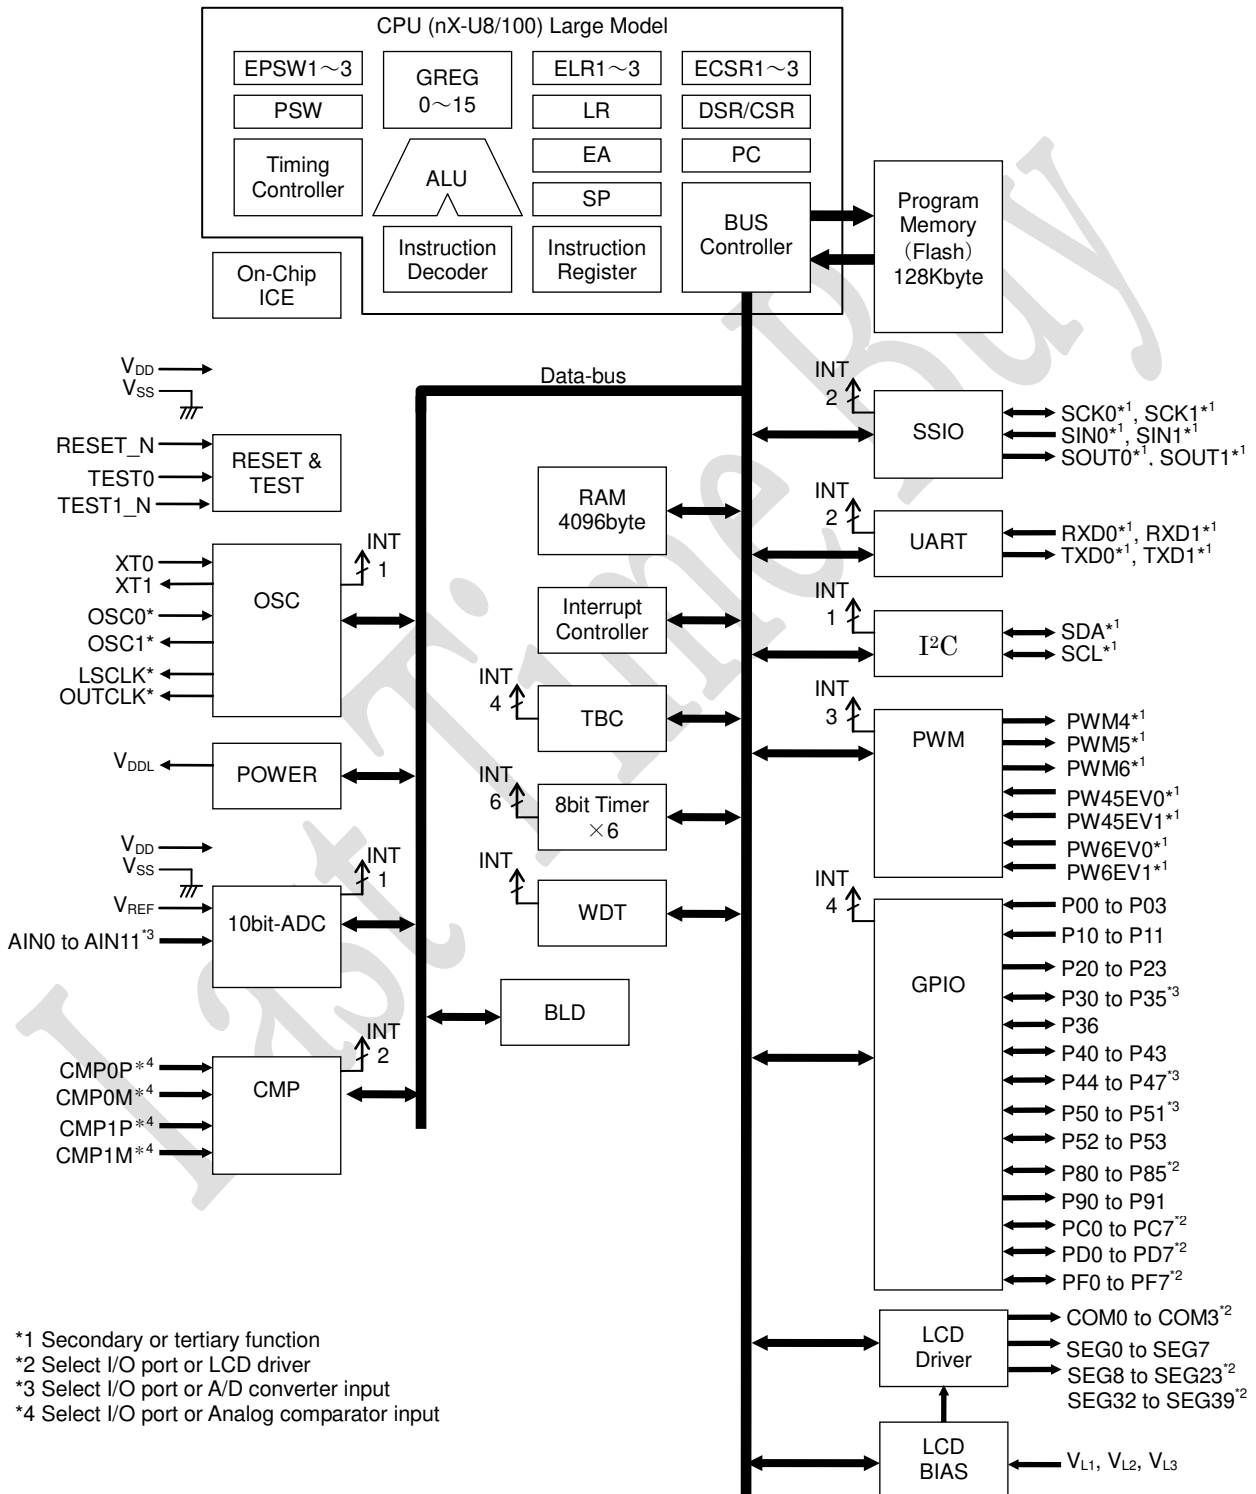 CPU (nX-U8/100) Large Model
EPSW1～3
GREG
0～15
ELR1～3
ECSR1～3
PSW
LR
DSR/CSR
Timing
Controller
ALU
EA
PC
SP
BUS
Controller
Program
Memory
(Flash)
128Kbyte
Instruction
Decoder
Instruction
Register
On-Chip
ICE
VDD
VSS
Data-bus
RESET_N
TEST0
TEST1_N
RESET &
TEST
INT
2
SSIO
SCK0*1, SCK1*1
SIN0*1, SIN1*1
SOUT0*1, SOUT1*1
RAM
4096byte
INT
2
UART
RXD0*1, RXD1*1
TXD0*1, TXD1*1
XT0
XT1
OSC0*
OSC1*
LSCLK*
OUTCLK*
OSC
INT
1
Interrupt
Controller
INT
1
I2C
SDA*1
SCL*1
INT
4
TBC
INT
3
PWM
PWM4*1
PWM5*1
PWM6*1
PW45EV0*1
PW45EV1*1
PW6EV0*1
PW6EV1*1
VDDL
POWER
INT
6
8bit Timer
×6
VDD
VSS
VREF
AIN0 to AIN11*3
10bit-ADC
INT
1
INT
WDT
INT
4
GPIO
P00 to P03
P10 to P11
P20 to P23
P30 to P35*3
P36
P40 to P43
P44 to P47*3
P50 to P51*3
P52 to P53
P80 to P85*2
P90 to P91
PC0 to PC7*2
PD0 to PD7*2
PF0 to PF7*2
BLD
CMP0P*4
CMP0M*4
CMP1P*4
CMP1M*4
CMP
INT
2
LCD
Driver
COM0 to COM3*2
SEG0 to SEG7
SEG8 to SEG23*2
SEG32 to SEG39*2
LCD
BIAS
VL1, VL2, VL3
*1 Secondary or tertiary function
*2 Select I/O port or LCD driver
*3 Select I/O port or A/D converter input
*4 Select I/O port or Analog comparator input
Last Time Buy